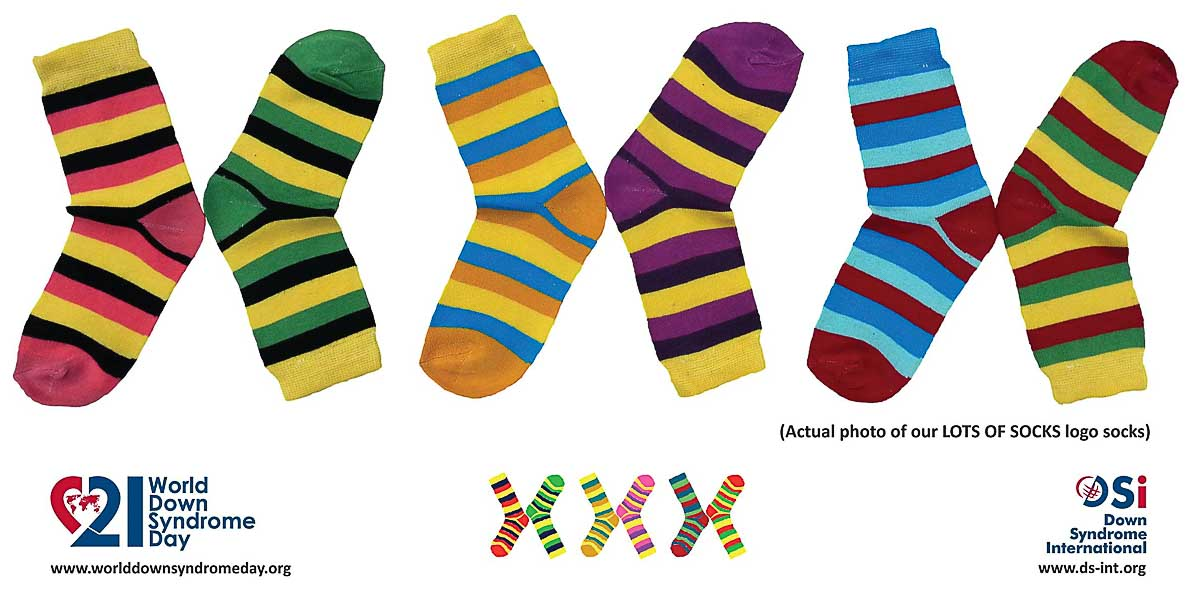 (Actual photo of our LOTS OF SOCKS logo socks)
21
World
Down
Syndrome
Day
www.worlddownsyndromeday.org
DSi
Down
Syndrome
International
www.ds-int.org